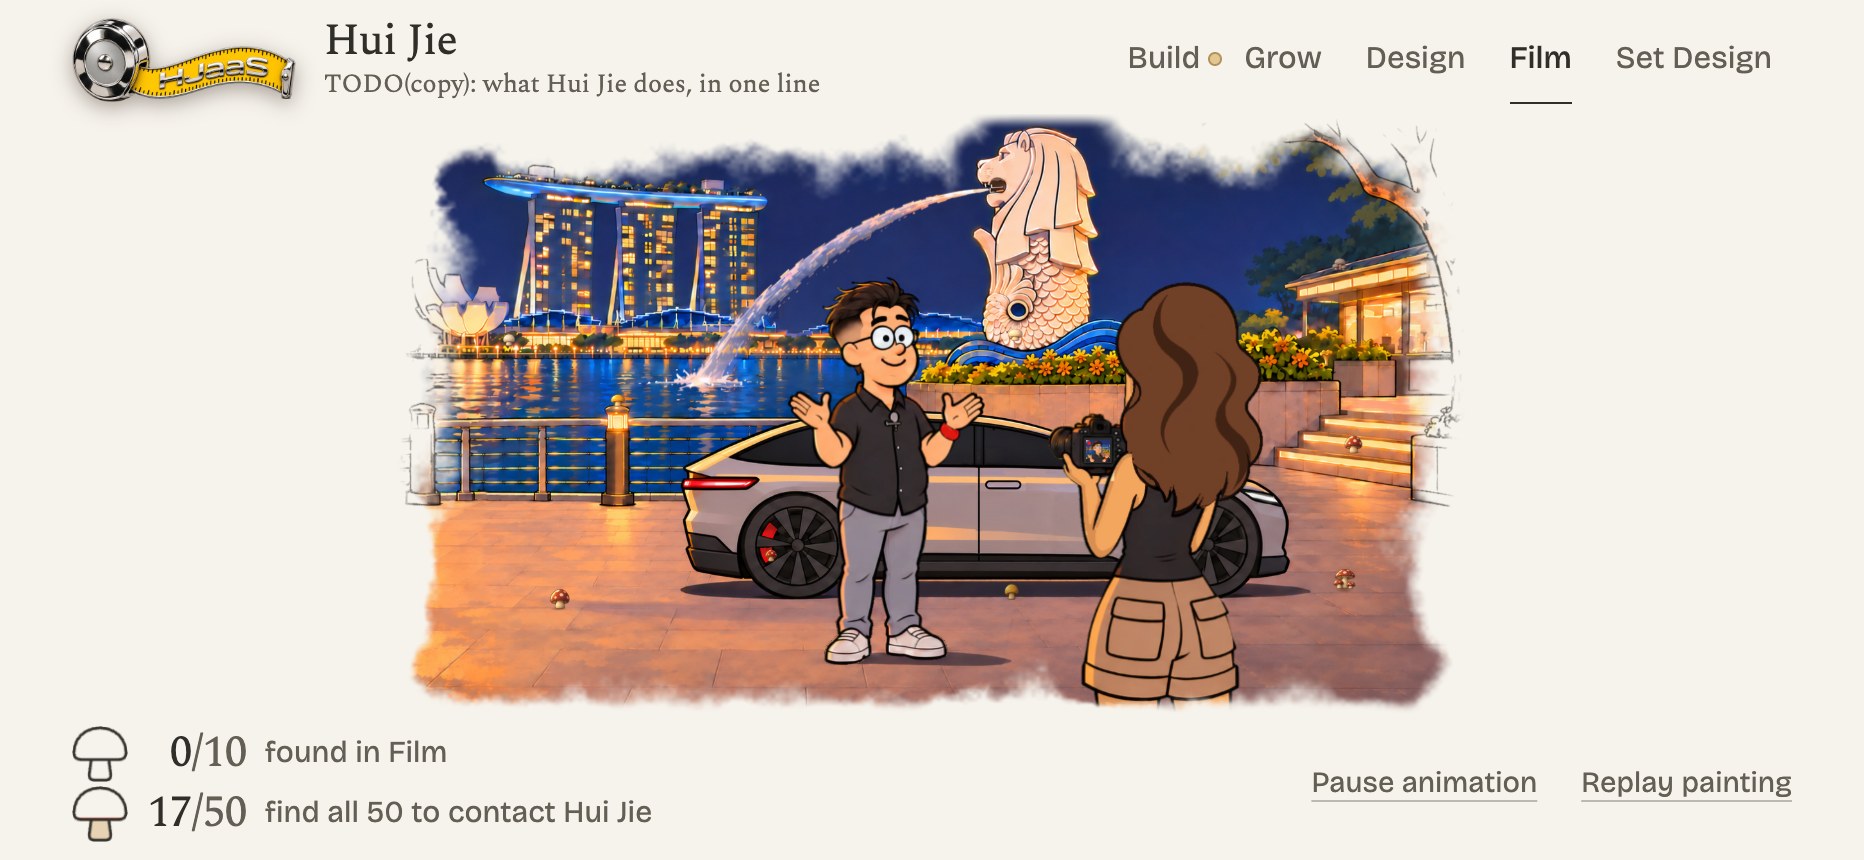 HJaaS
Hui Jie
TODO(copy): what Hui Jie does, in one line
Build Grow Design Film Set Design
0/10 found in Film
17/50 find all 50 to contact Hui Jie
Pause animation Replay painting